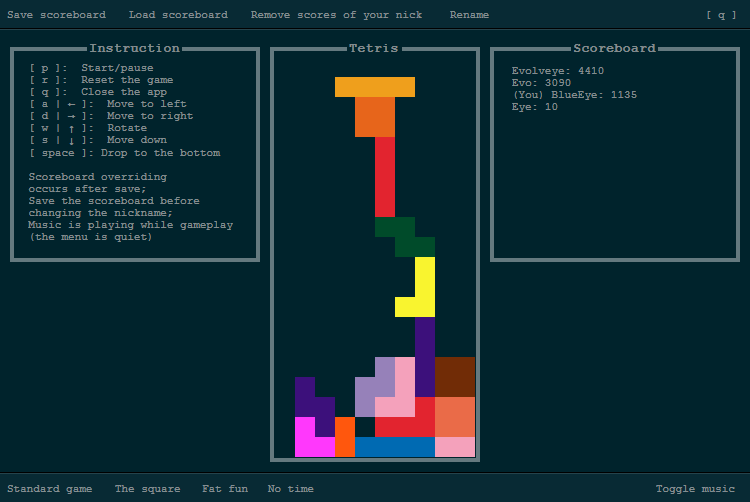 Save scoreboard Load scoreboard Remove scores of your nick Rename [ q ]
Instruction
[ p ]: Start/pause
[ r ]: Reset the game
[ q ]: Close the app
[ a | ← ]: Move to left
[ d | → ]: Move to right
[ w | ↑ ]: Rotate
[ s | ↓ ]: Move down
[ space ]: Drop to the bottom
Scoreboard overriding
occurs after save;
Save the scoreboard before
changing the nickname;
Music is playing while gameplay
(the menu is quiet)
Tetris
Scoreboard
Evolveye: 4410
Evo: 3090
(You) BlueEye: 1135
Eye: 10
Standard game The square Fat fun No time Toggle music